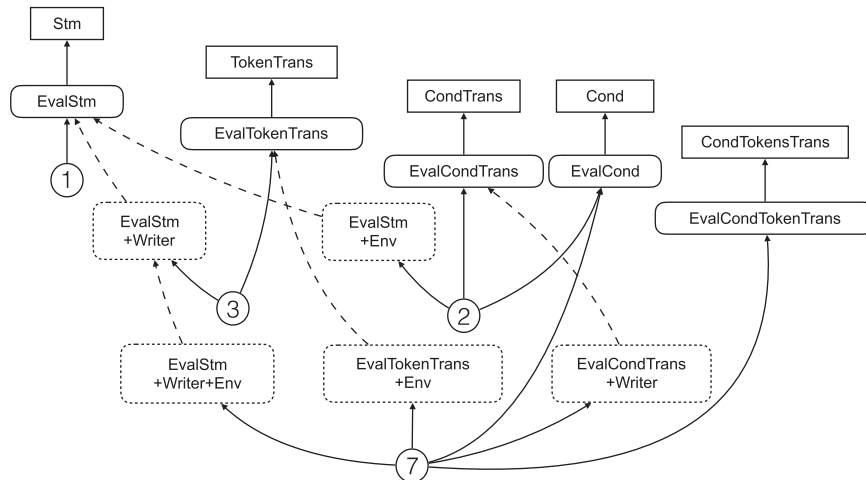 Stm
TokenTrans
CondTrans
Cond
EvalStm
EvalTokenTrans
CondTokensTrans
EvalCondTrans
EvalCond
1
EvalStm
+Writer
EvalStm
+Env
EvalCondTokenTrans
3
2
EvalStm
+Writer+Env
EvalTokenTrans
+Env
EvalCondTrans
+Writer
7